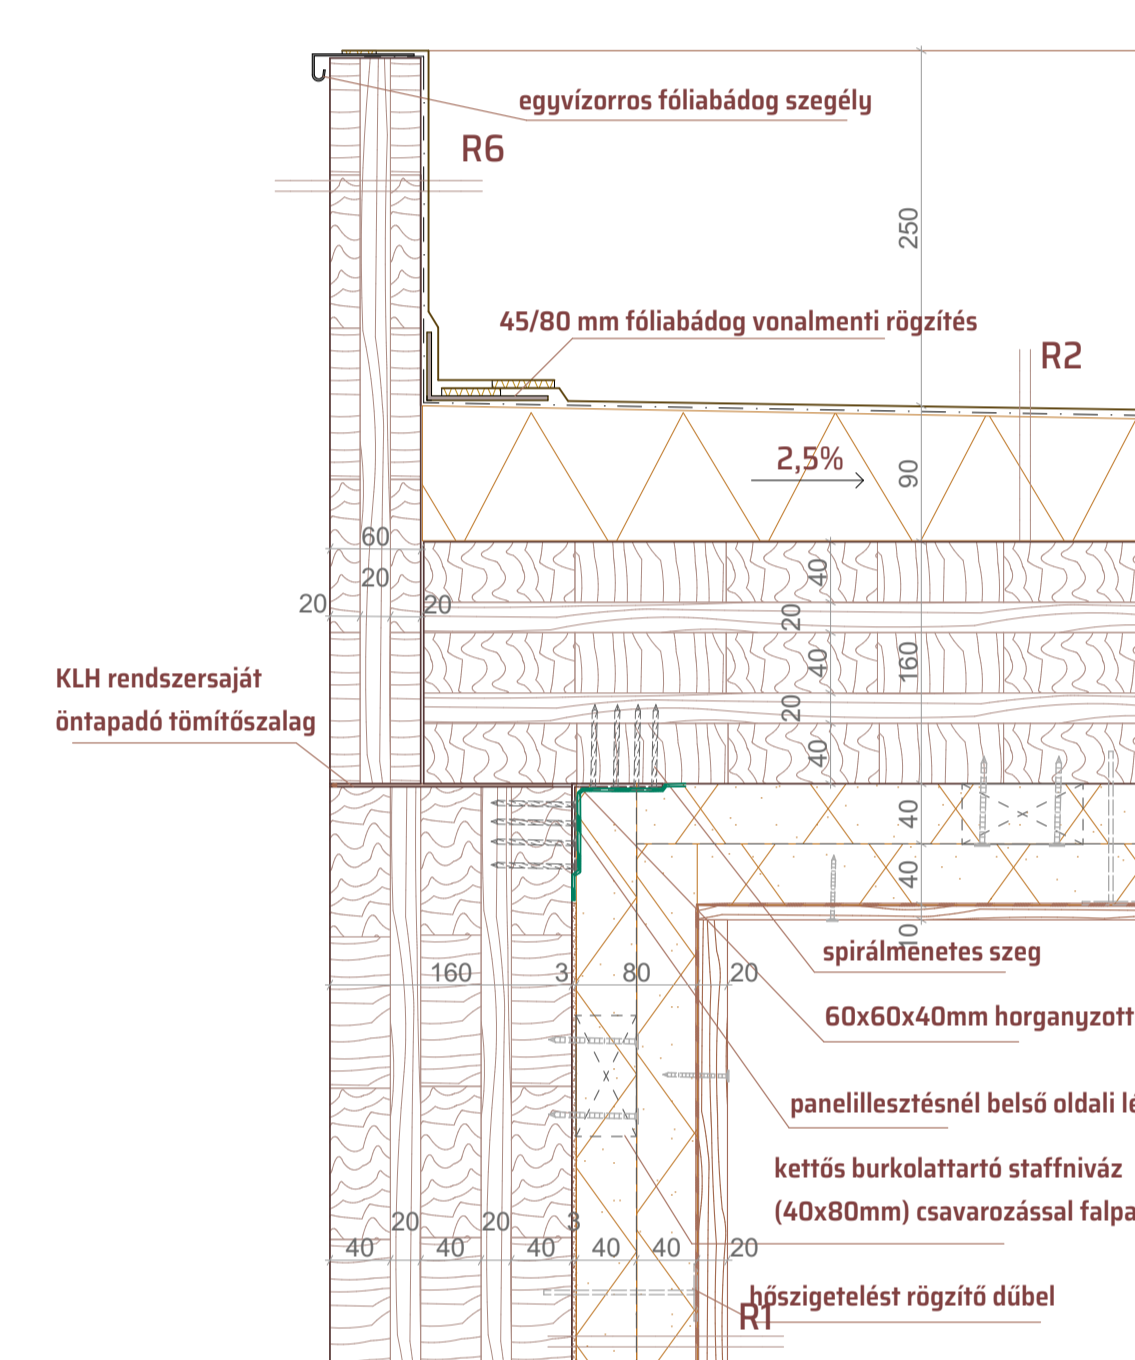 egyvízorros fóliabádog szegély
R6
250
45/80 mm fóliabádog vonalmenti rögzítés
R2
2,5%
90
60
20
20
20
40
20
40
160
20
40
KLH rendszersaját
öntapadó tömítőszalag
40
40
10
spirálmenetes szeg
160
3
80
20
60x60x40mm horganyzott
panelillesztésnél belső oldali lé
kettős burkolattartó staffniváz
(40x80mm) csavarozással falpa
20
20
3
40
40
40
40
40
20
hőszigetelést rögzítő dűbel
R1